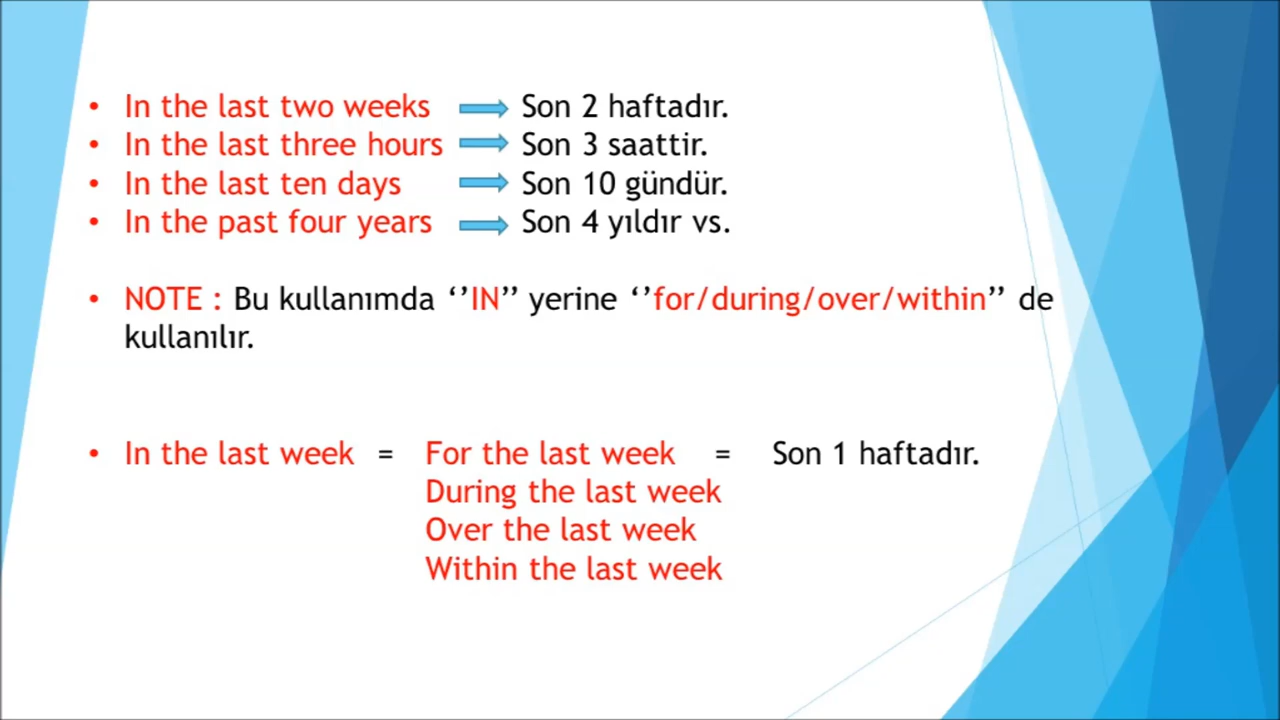 • In the last two weeks Son 2 haftadır.
• In the last three hours Son 3 saattir.
• In the last ten days Son 10 gündür.
• In the past four years Son 4 yıldır vs.
• NOTE : Bu kullanımda ‘’IN’’ yerine ‘’for/during/over/within’’ de
kullanılır.
• In the last week = For the last week = Son 1 haftadır.
During the last week
Over the last week
Within the last week